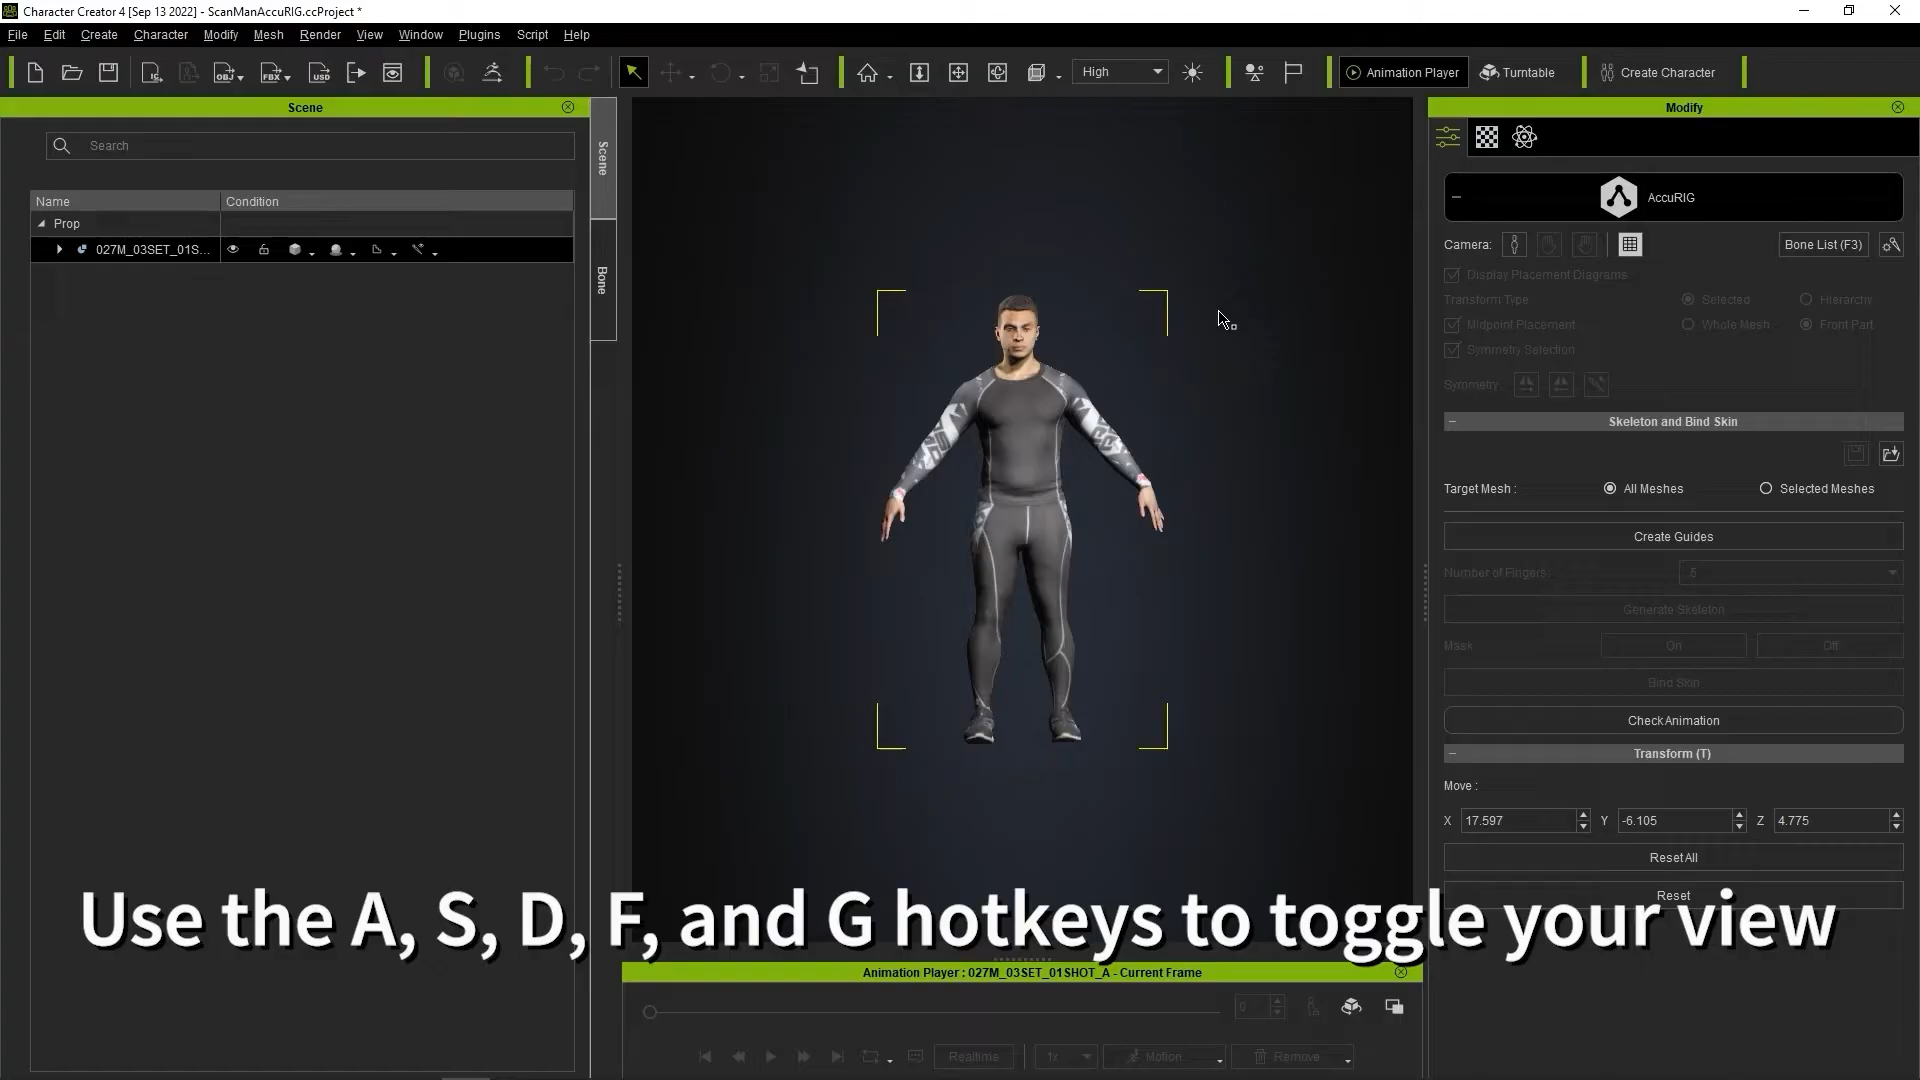 Character Creator 4 [Sep 13 2022] - ScanManAccuRIG.ccProject *
File Edit Create Character Modify Mesh Render View Window Plugins Script Help
IC OBJ FBX USD High Animation Player Turntable Create Character
Scene
Search
Name Condition
Prop
027M_03SET_01S...
Scene
Bone
Modify
AccuRIG
Camera: Bone List (F3)
Display Placement Diagrams
Transform Type Selected Hierarchy
Midpoint Placement Whole Mesh Front Part
Symmetry Selection
Symmetry
Skeleton and Bind Skin
Target Mesh : All Meshes Selected Meshes
Create Guides
Number of Fingers: 5
Generate Skeleton
Mask On Off
Bind Skin
Check Animation
Transform (T)
Move :
X 17.597 Y -6.105 Z 4.775
Reset All
Reset
Use the A, S, D, F, and G hotkeys to toggle your view
Animation Player : 027M_03SET_01SHOT_A - Current Frame
0
Realtime 1x Motion Remove